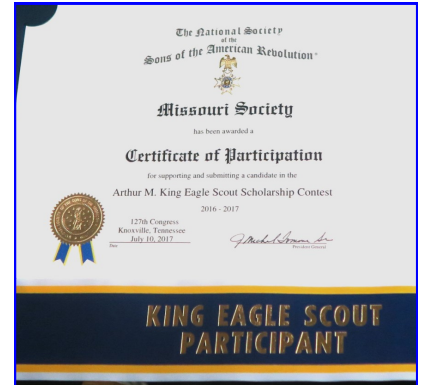 The National Society
of the
Sons of the American Revolution
Missouri Society
has been awarded a
Certificate of Participation
for supporting and submitting a candidate in the
Arthur M. King Eagle Scout Scholarship Contest
2016 - 2017
127th Congress
Knoxville, Tennessee
July 10, 2017
Date
President General
KING EAGLE SCOUT
PARTICIPANT